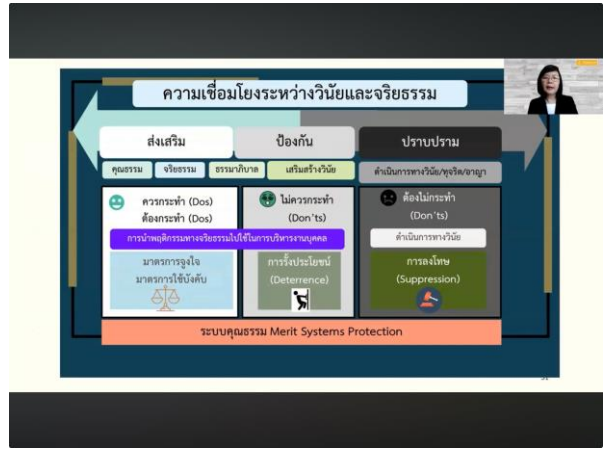 ความเชื่อมโยงระหว่างวินัยและจริยธรรม
ส่งเสริม
ป้องกัน
ปราบปราม
คุณธรรม
จริยธรรม
ธรรมาภิบาล
เสริมสร้างวินัย
ดำเนินการทางวินัย/ทุจริต/อาญา
ควรกระทำ (Dos)
ต้องกระทำ (Dos)
ไม่ควรกระทำ
(Don'ts)
ต้องไม่กระทำ
(Don'ts)
การนำพฤติกรรมทางจริยธรรมไปใช้ในการบริหารงานบุคคล
ดำเนินการทางวินัย
มาตรการจูงใจ
มาตรการใช้บังคับ
การรั้งประโยชน์
(Deterrence)
การลงโทษ
(Suppression)
ระบบคุณธรรม Merit Systems Protection